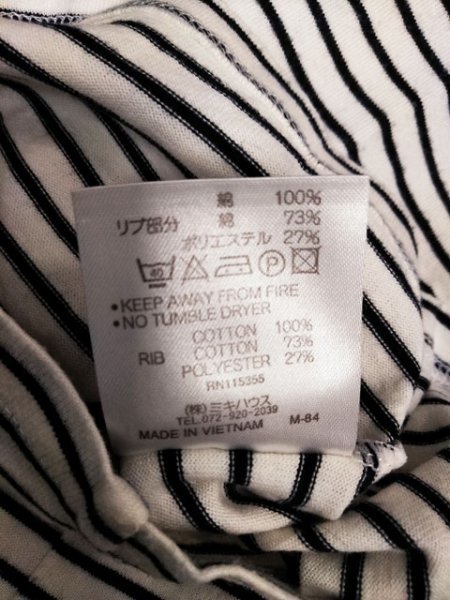 綿 100%
リブ部分 綿 73%
ポリエステル 27%
40 P
•KEEP AWAY FROM FIRE
•NO TUMBLE DRYER
COTTON 100%
RIB COTTON 73%
POLYESTER 27%
RN115355
(株)ミキハウス
TEL.072-920-2039
MADE IN VIETNAM M-84